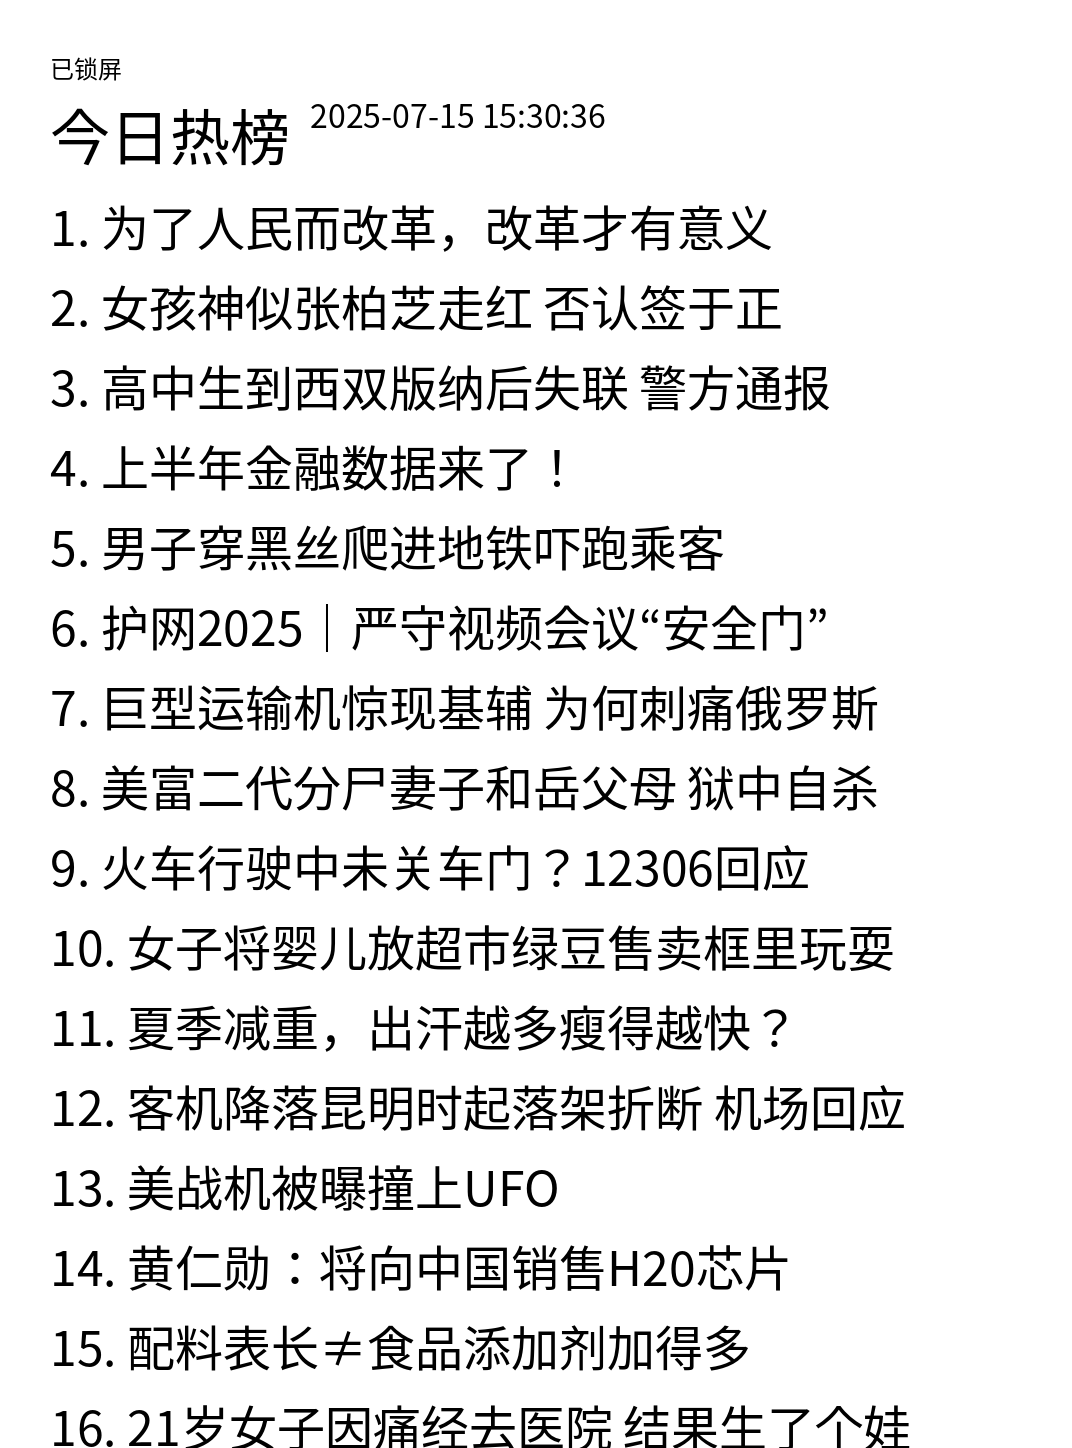 已锁屏
今日热榜 2025-07-15 15:30:36
1. 为了人民而改革，改革才有意义
2. 女孩神似张柏芝走红 否认签于正
3. 高中生到西双版纳后失联 警方通报
4. 上半年金融数据来了！
5. 男子穿黑丝爬进地铁吓跑乘客
6. 护网2025｜严守视频会议“安全门”
7. 巨型运输机惊现基辅 为何刺痛俄罗斯
8. 美富二代分尸妻子和岳父母 狱中自杀
9. 火车行驶中未关车门？12306回应
10. 女子将婴儿放超市绿豆售卖框里玩耍
11. 夏季减重，出汗越多瘦得越快？
12. 客机降落昆明时起落架折断 机场回应
13. 美战机被曝撞上UFO
14. 黄仁勋：将向中国销售H20芯片
15. 配料表长≠食品添加剂加得多
16. 21岁女子因痛经去医院 结果生了个娃